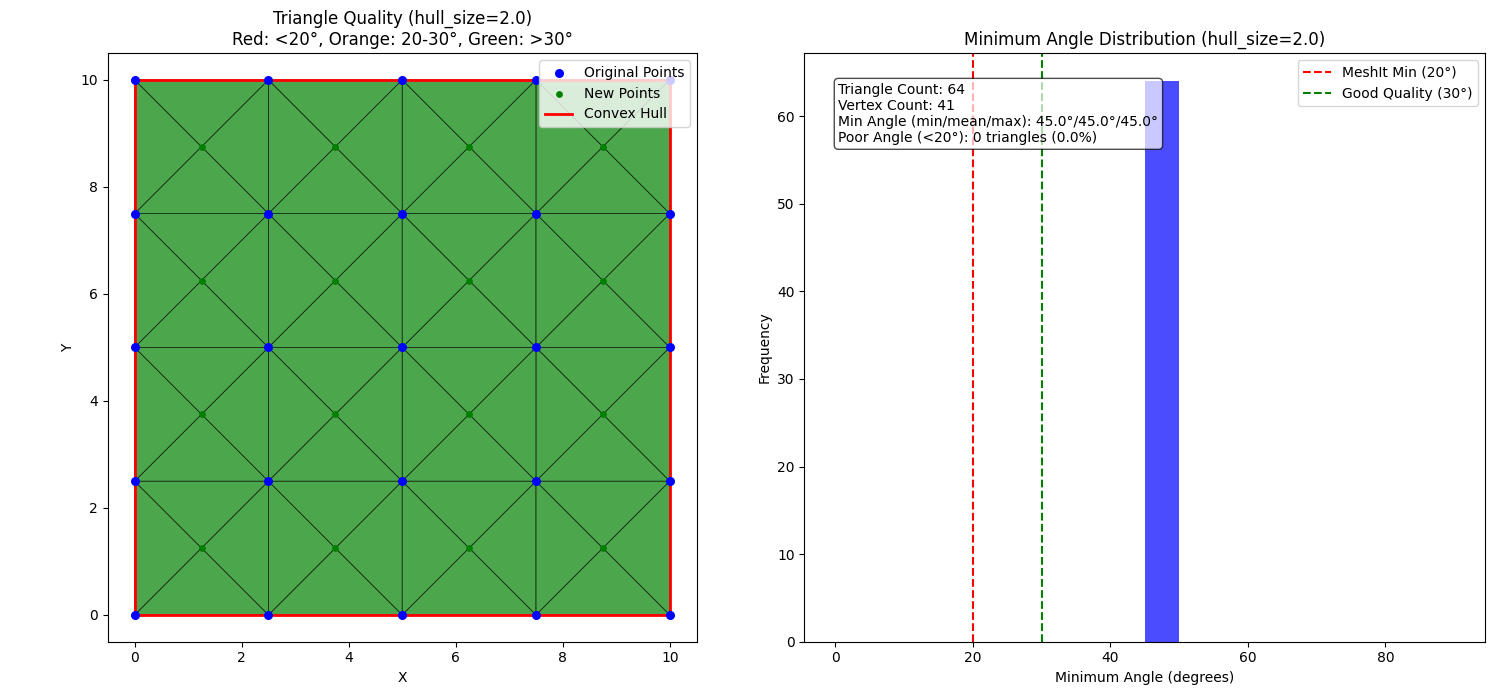 Triangle Quality (hull_size=2.0)
Red: <20°, Orange: 20-30°, Green: >30°
Original Points
New Points
Convex Hull
10
8
6
4
2
0
Y
0
2
4
6
8
10
X
Minimum Angle Distribution (hull_size=2.0)
MeshIt Min (20°)
Good Quality (30°)
Triangle Count: 64
Vertex Count: 41
Min Angle (min/mean/max): 45.0°/45.0°/45.0°
Poor Angle (<20°): 0 triangles (0.0%)
60
50
40
30
20
10
0
Frequency
0
20
40
60
80
Minimum Angle (degrees)